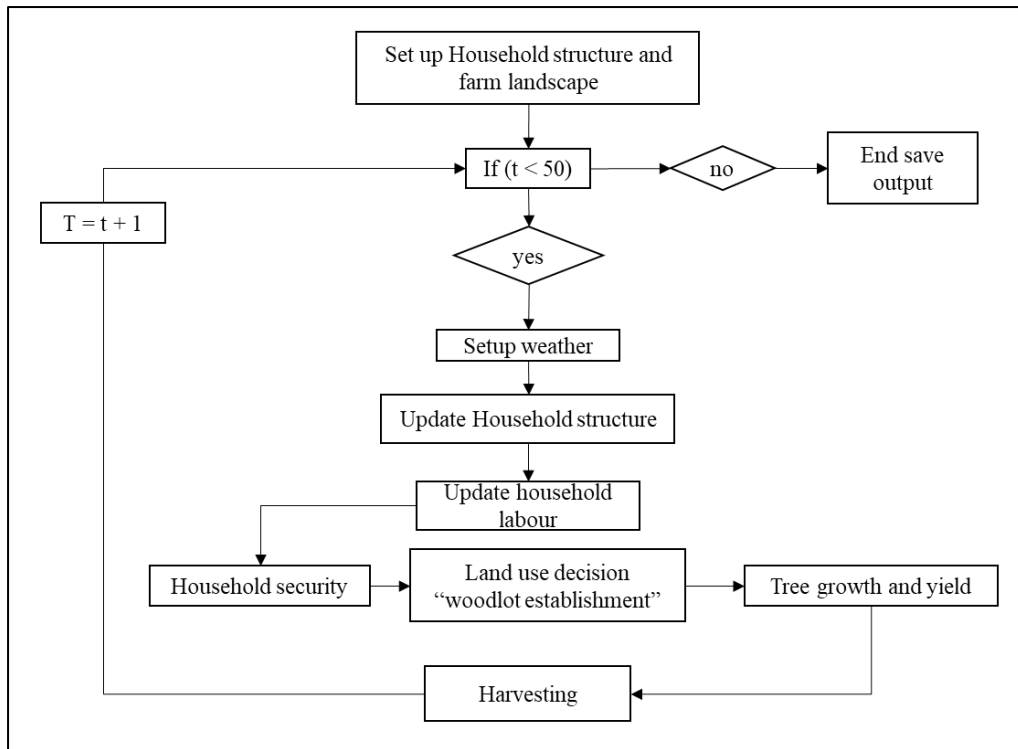 Set up Household structure and
farm landscape
If (t < 50)
no
End save
output
T = t + 1
yes
Setup weather
Update Household structure
Update household
labour
Household security
Land use decision
“woodlot establishment”
Tree growth and yield
Harvesting